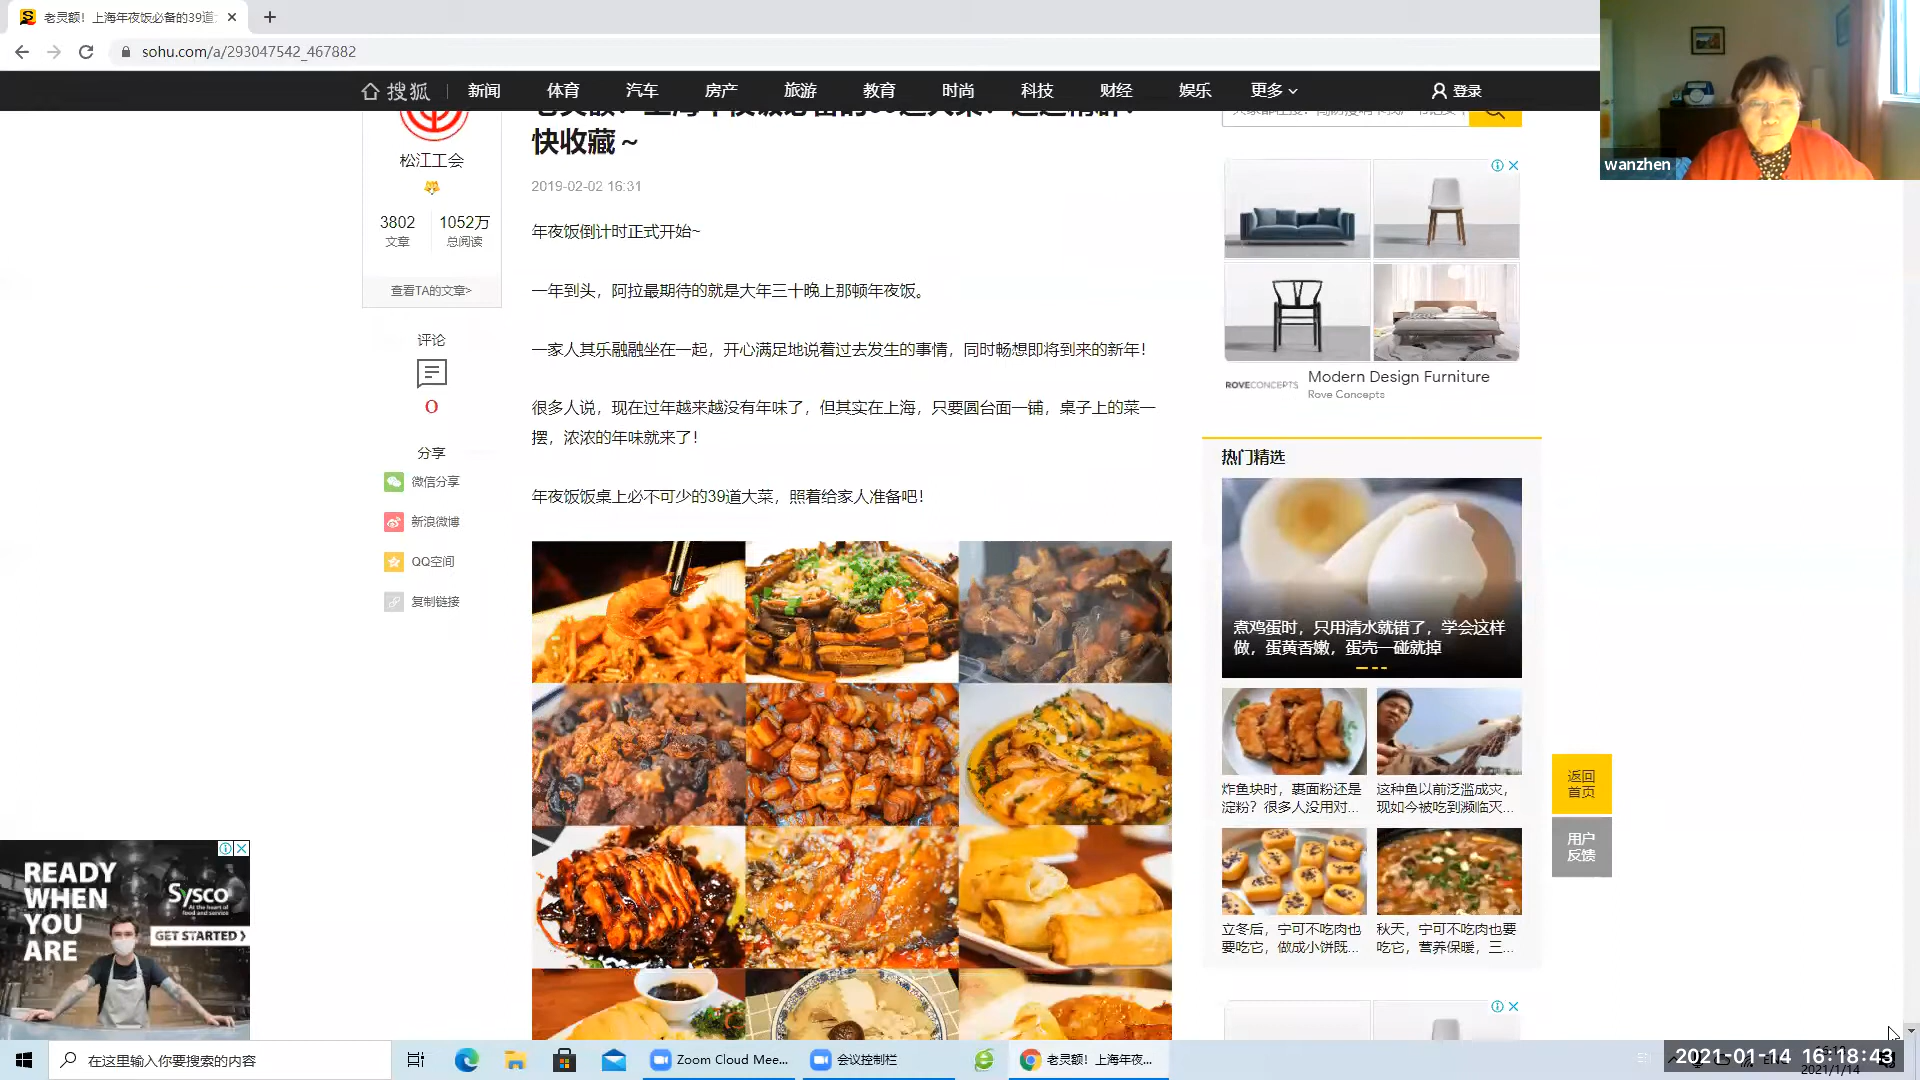 老灵额！上海年夜饭必备的39道
sohu.com/a/293047542_467882
搜狐 新闻 体育 汽车 房产 旅游 教育 时尚 科技 财经 娱乐 更多 登录
wanzhen
快收藏～
2019-02-02 16:31
松江工会
3802 1052万
文章 总阅读
查看TA的文章>
评论
0
分享
微信分享
新浪微博
QQ空间
复制链接
年夜饭倒计时正式开始~
一年到头，阿拉最期待的就是大年三十晚上那顿年夜饭。
一家人其乐融融坐在一起，开心满足地说着过去发生的事情，同时畅想即将到来的新年！
很多人说，现在过年越来越没有年味了，但其实在上海，只要圆台面一铺，桌子上的菜一
摆，浓浓的年味就来了！
年夜饭饭桌上必不可少的39道大菜，照着给家人准备吧！
ROVECONCEPTS
Modern Design Furniture
Rove Concepts
热门精选
煮鸡蛋时，只用清水就错了，学会这样
做，蛋黄香嫩，蛋壳一碰就掉
炸鱼块时，裹面粉还是
淀粉？很多人没用对...
这种鱼以前泛滥成灾，
现如今被吃到濒临灭...
立冬后，宁可不吃肉也
要吃它，做成小饼既...
秋天，宁可不吃肉也要
吃它，营养保暖，三...
返回
首页
用户
反馈
READY
WHEN
YOU
ARE
Sysco
At the heart of
food and service
GET STARTED
在这里输入你要搜索的内容
Zoom Cloud Mee...
会议控制栏
老灵额！上海年夜...
2021-01-14 16:18:43
2021/1/14